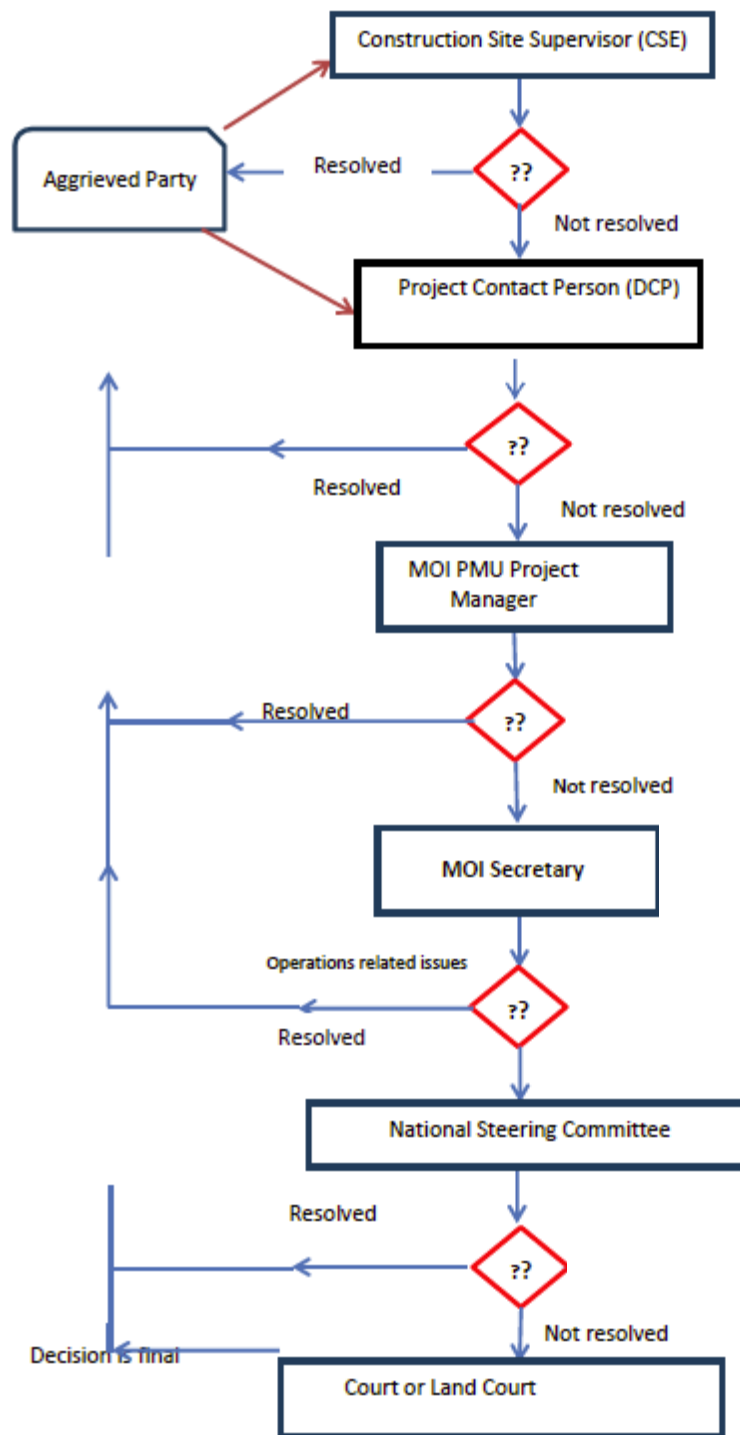 Construction Site Supervisor (CSE)
Aggrieved Party
Resolved
??
Not resolved
Project Contact Person (DCP)
??
Resolved
Not resolved
MOI PMU Project
Manager
Resolved
??
Not resolved
MOI Secretary
Operations related issues
??
Resolved
National Steering Committee
Resolved
??
Not resolved
Decision is final
Court or Land Court